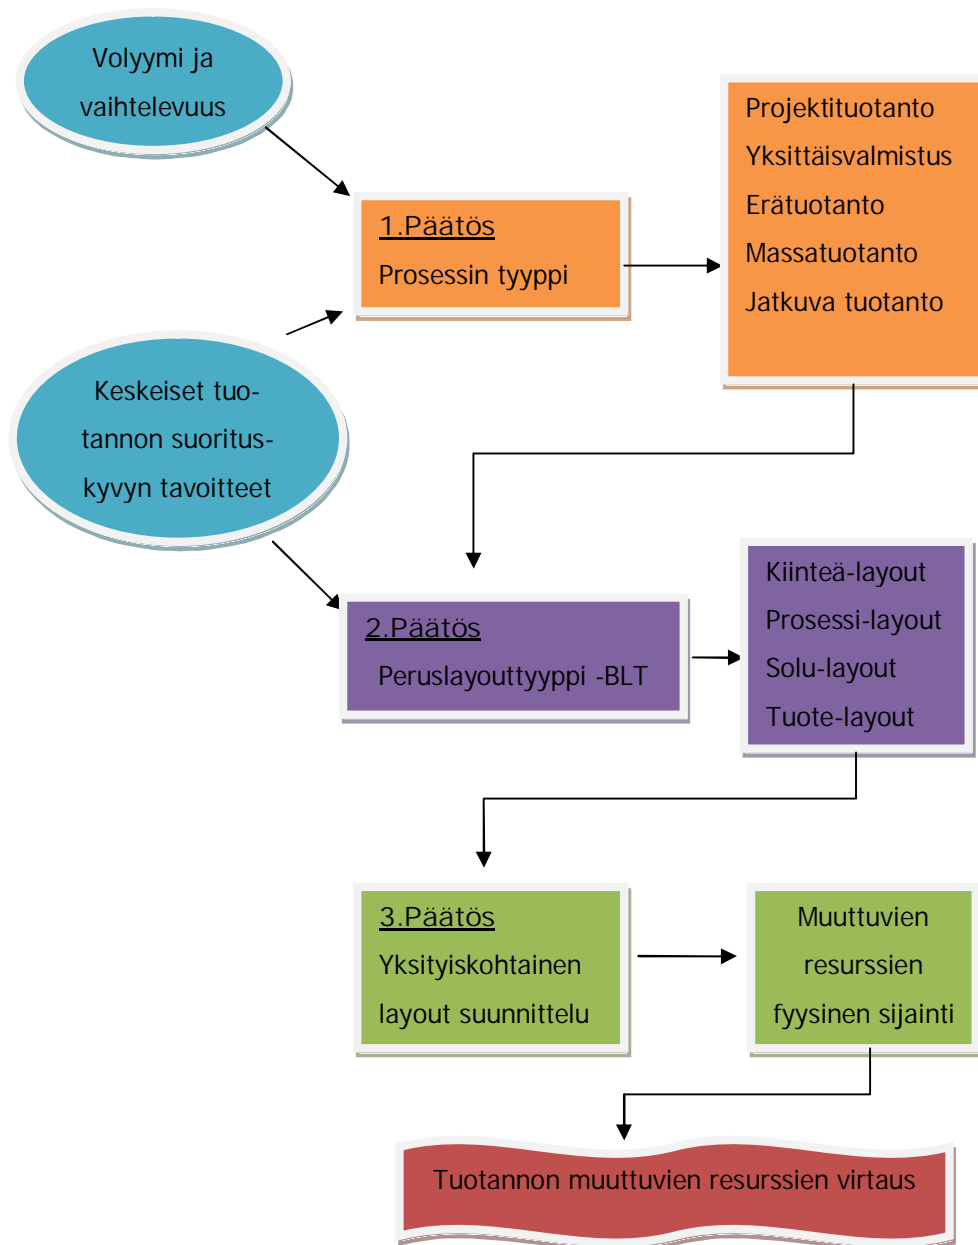 Volyymi ja
vaihtelevuus
Projektituotanto
Yksittäisvalmistus
Erätuotanto
Massatuotanto
Jatkuva tuotanto
1.Päätös
Prosessin tyyppi
Keskeiset tuo-
tannon suoritus-
kyvyn tavoitteet
2.Päätös
Peruslayouttyyppi -BLT
Kiinteä-layout
Prosessi-layout
Solu-layout
Tuote-layout
3.Päätös
Yksityiskohtainen
layout suunnittelu
Muuttuvien
resurssien
fyysinen sijainti
Tuotannon muuttuvien resurssien virtaus